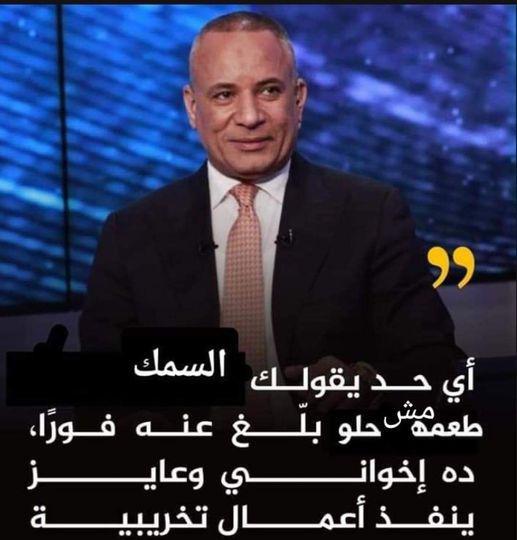 "
أي حد يقولك السمك
طعمه مش حلو بلّغ عنه فورًا،
ده إخواني وعايز
ينفذ أعمال تخريبية